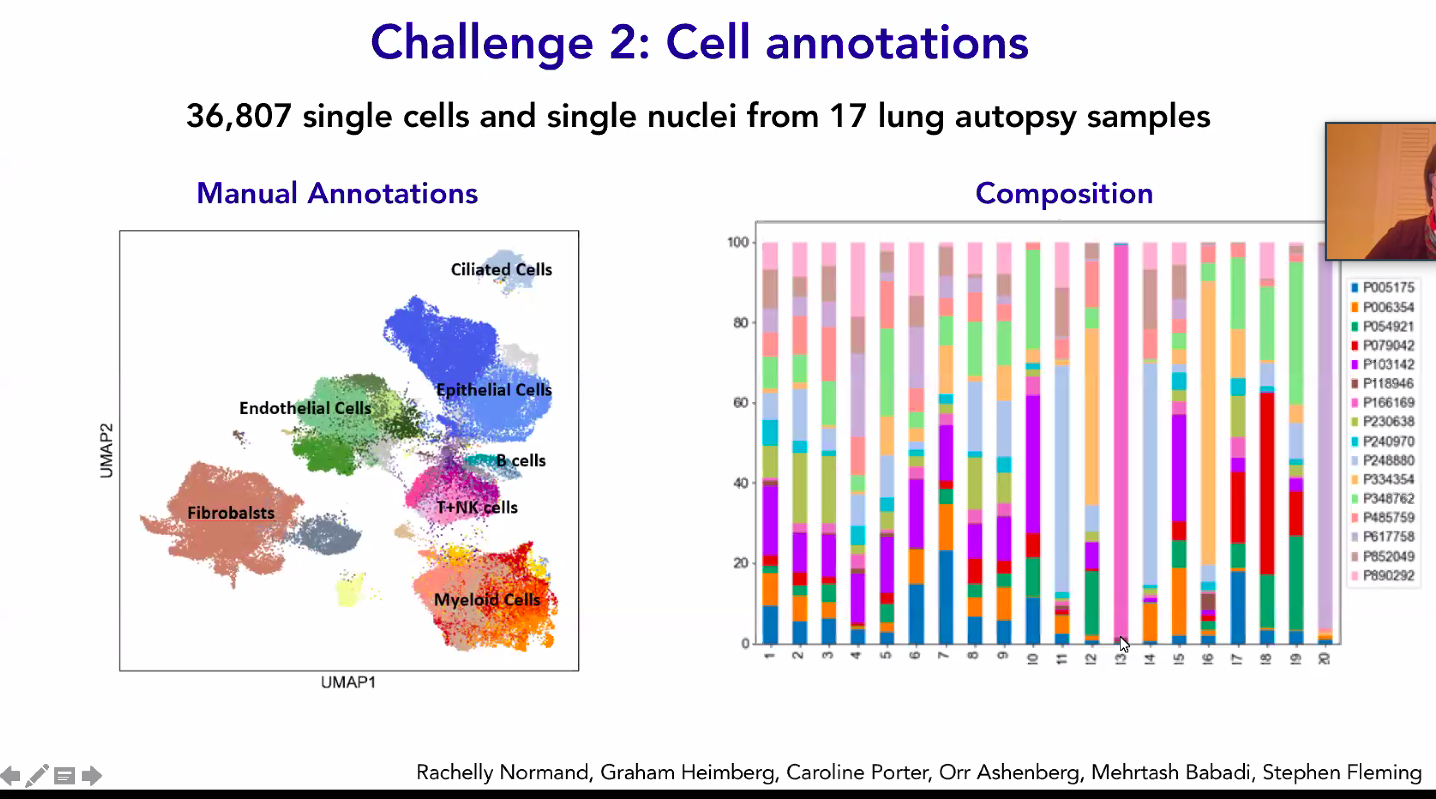 Challenge 2: Cell annotations
36,807 single cells and single nuclei from 17 lung autopsy samples
Manual Annotations
Ciliated Cells
Epithelial Cells
Endothelial Cells
B cells
T+NK cells
Fibrobalsts
Myeloid Cells
UMAP2
UMAP1
Composition
100
80
60
40
20
0
1 2 3 4 5 6 7 8 9 10 11 12 13 14 15 16 17 18 19 20
P005175
P006354
P054921
P079042
P103142
P118946
P166169
P230638
P240970
P248880
P334354
P348762
P485759
P617758
P852049
P890292
Rachelly Normand, Graham Heimberg, Caroline Porter, Orr Ashenberg, Mehrtash Babadi, Stephen Fleming